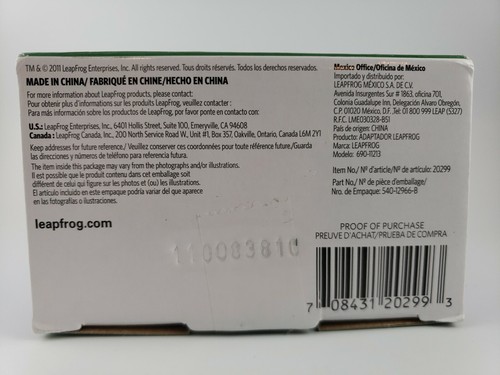 TM & © 2011 LeapFrog Enterprises, Inc. All rights reserved. Tous droits réservés. Todos los derechos reservados.
MADE IN CHINA/ FABRIQUÉ EN CHINE/HECHO EN CHINA
For more information about LeapFrog products, please contact:
Pour obtenir plus d'informations sur les produits LeapFrog, veuillez contacter :
Para más información sobre los productos de LeapFrog, por favor ponte en contacto con:
U.S.: LeapFrog Enterprises, Inc., 6401 Hollis Street, Suite 100, Emeryville, CA 94608
Canada : LeapFrog Canada, Inc., 200 North Service Road W., Unit #1, Box 357, Oakville, Ontario, Canada L6M 2Y1
Keep addresses for future reference / Veuillez conserver ces coordonnées pour toute référence future/Guarda
las direcciones y números de teléfono para referencia futura.
The item inside this package may vary from the photographs and/or illustrations.
Il est possible que le produit contenu dans cet emballage soit
différent de celui qui figure sur les photos et (ou) les illustrations.
El artículo incluido en este empaque podría variar del que aparece
en las fotografías o ilustraciones.
leapfrog.com
110083810
Mexico Office/Oficina de México
Importado y distribuido por:
LEAPFROG MÉXICO S.A. DE C.V.
Avenida Insurgentes Sur # 1863, oficina 701,
Colonia Guadalupe Inn, Delegación Alvaro Obregón,
C.P. 01020 México, D.F. Tel: 01 800 999 LEAP (5327)
R.F.C. LME030328-BS1
País de origen: CHINA
Producto: ADAPTADOR LEAPFROG
Marca: LEAPFROG
Modelo: 690-11213
Item No./ Nº d'article/Nº de artículo: 20299
Part No./ Nº de pièce d'emballage/
Nro. de Empaque: 540-12966-B
PROOF OF PURCHASE
PREUVE D'ACHAT/PRUEBA DE COMPRA
7 08431 20299 3